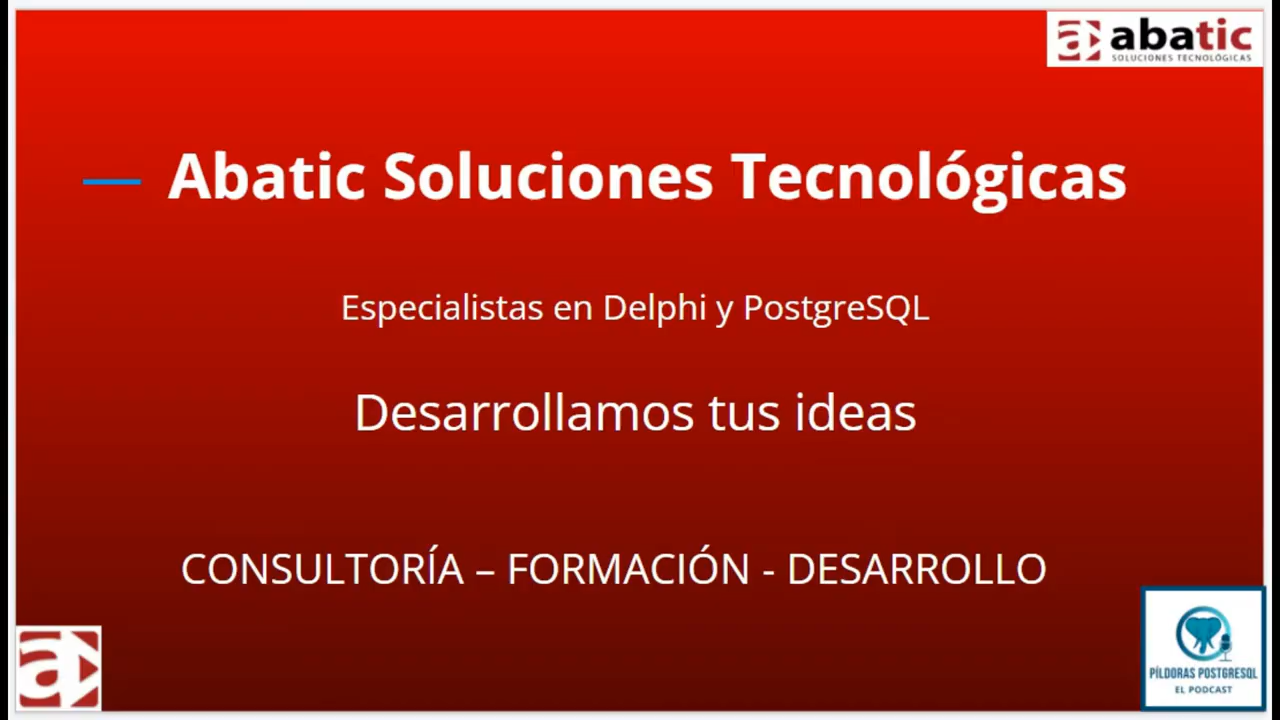 abatic
SOLUCIONES TECNOLÓGICAS
Abatic Soluciones Tecnológicas
Especialistas en Delphi y PostgreSQL
Desarrollamos tus ideas
CONSULTORÍA – FORMACIÓN - DESARROLLO
a
PÍLDORAS POSTGRESQL
EL PODCAST